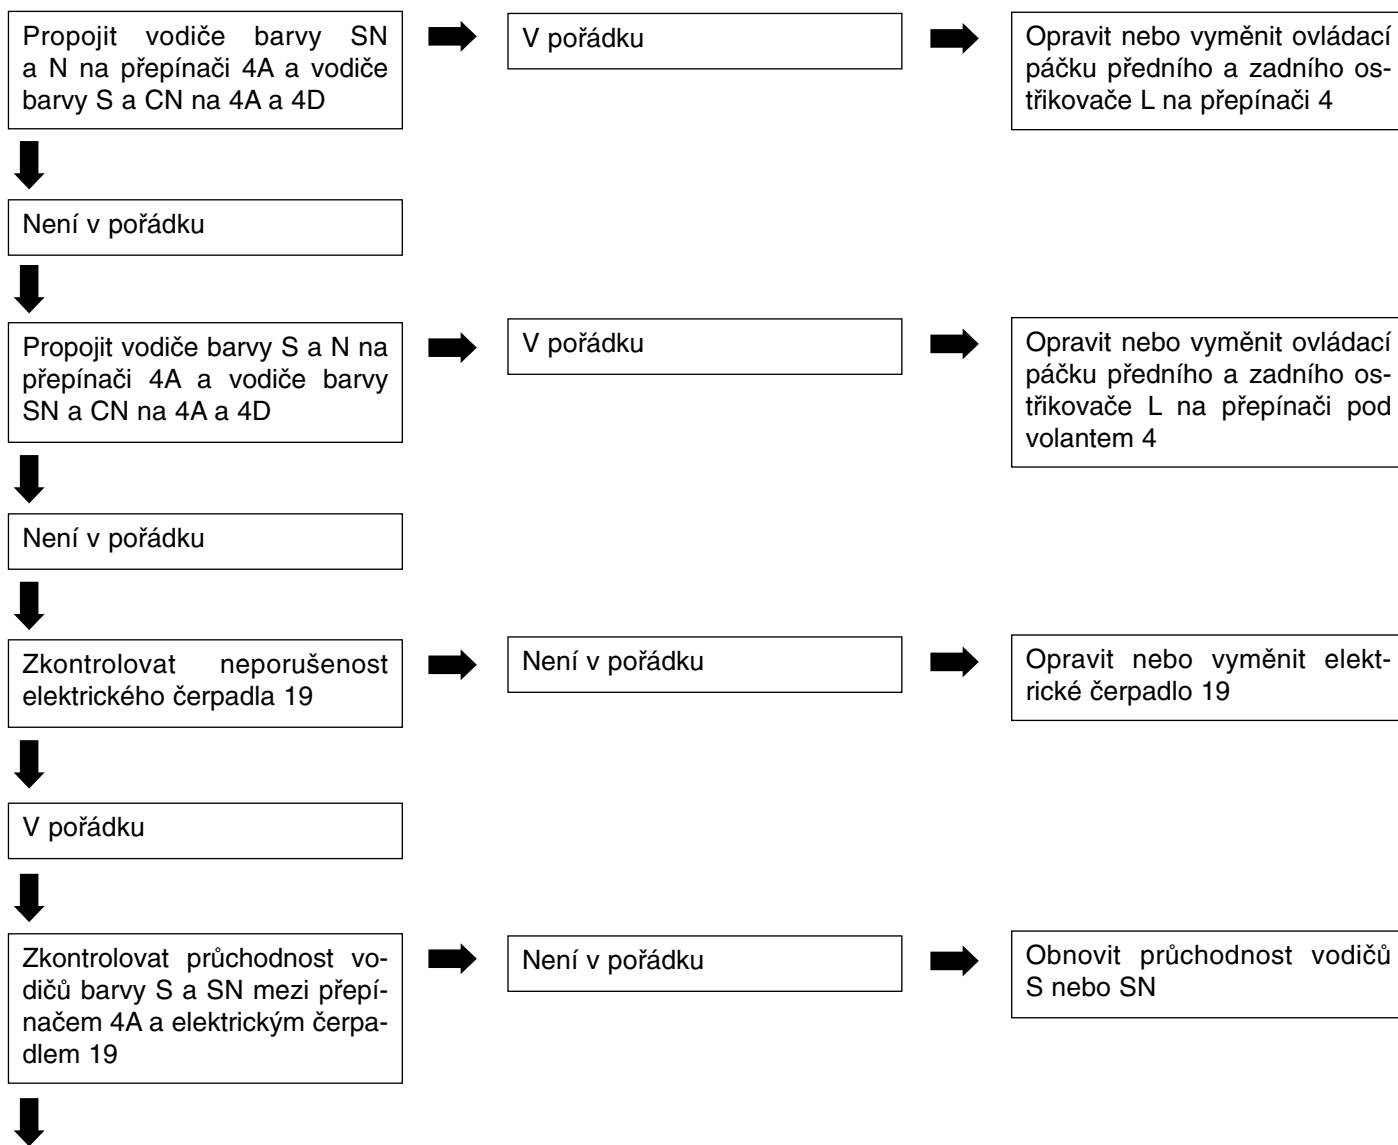 Propojit vodiče barvy SN
a N na přepínači 4A a vodiče
barvy S a CN na 4A a 4D
V pořádku
Opravit nebo vyměnit ovládací
páčku předního a zadního os-
třikovače L na přepínači 4
Není v pořádku
Propojit vodiče barvy S a N na
přepínači 4A a vodiče barvy
SN a CN na 4A a 4D
V pořádku
Opravit nebo vyměnit ovládací
páčku předního a zadního os-
třikovače L na přepínači pod
volantem 4
Není v pořádku
Zkontrolovat neporušenost
elektrického čerpadla 19
Není v pořádku
Opravit nebo vyměnit elekt-
rické čerpadlo 19
V pořádku
Zkontrolovat průchodnost vo-
dičů barvy S a SN mezi přepí-
načem 4A a elektrickým čerpa-
dlem 19
Není v pořádku
Obnovit průchodnost vodičů
S nebo SN